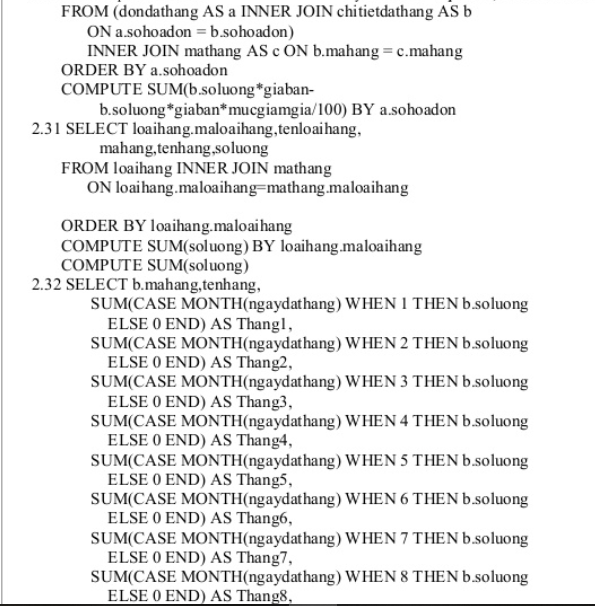 FROM (dondathang AS a INNER JOIN chitietdathang AS b
ON a.sohoadon = b.sohoadon)
INNER JOIN mathang AS c ON b.mahang = c.mahang
ORDER BY a.sohoadon
COMPUTE SUM(b.soluong*giaban-
b.soluong*giaban*mucgiamgia/100) BY a.sohoadon
2.31 SELECT loaihang.maloaihang,tenloaihang,
mahang,tenhang,soluong
FROM loaihang INNER JOIN mathang
ON loaihang.maloaihang=mathang.maloaihang
ORDER BY loaihang.maloaihang
COMPUTE SUM(soluong) BY loaihang.maloaihang
COMPUTE SUM(soluong)
2.32 SELECT b.mahang,tenhang,
SUM(CASE MONTH(ngaydathang) WHEN 1 THEN b.soluong
ELSE 0 END) AS Thang1,
SUM(CASE MONTH(ngaydathang) WHEN 2 THEN b.soluong
ELSE 0 END) AS Thang2,
SUM(CASE MONTH(ngaydathang) WHEN 3 THEN b.soluong
ELSE 0 END) AS Thang3,
SUM(CASE MONTH(ngaydathang) WHEN 4 THEN b.soluong
ELSE 0 END) AS Thang4,
SUM(CASE MONTH(ngaydathang) WHEN 5 THEN b.soluong
ELSE 0 END) AS Thang5,
SUM(CASE MONTH(ngaydathang) WHEN 6 THEN b.soluong
ELSE 0 END) AS Thang6,
SUM(CASE MONTH(ngaydathang) WHEN 7 THEN b.soluong
ELSE 0 END) AS Thang7,
SUM(CASE MONTH(ngaydathang) WHEN 8 THEN b.soluong
ELSE 0 END) AS Thang8,